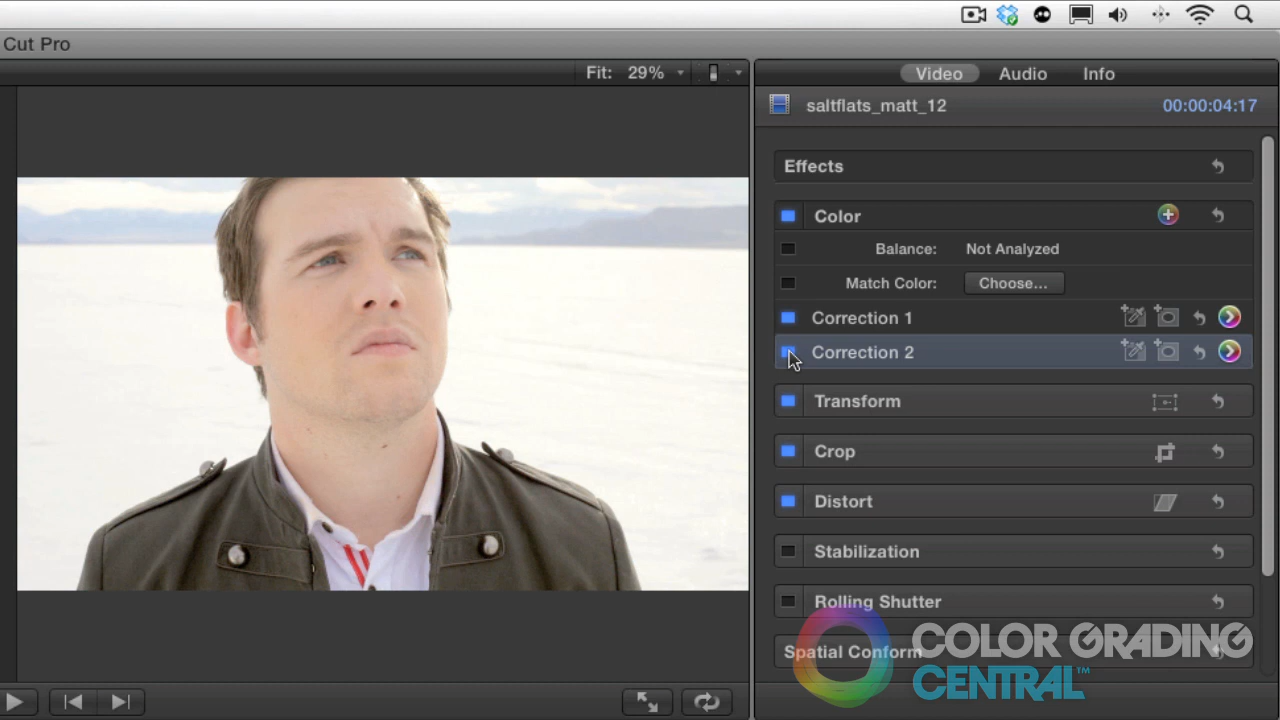 Cut Pro
Fit: 29%
Video Audio Info
saltflats_matt_12 00:00:04:17
Effects
Color
Balance: Not Analyzed
Match Color: Choose...
Correction 1
Correction 2
Transform
Crop
Distort
Stabilization
Rolling Shutter
Spatial Conform
COLOR GRADING
CENTRAL™